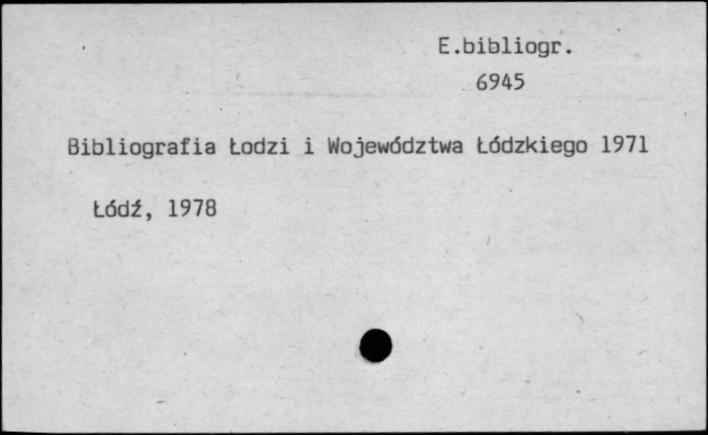 E.bibliogr.
6945
Bibliografia Łodzi i Województwa Łódzkiego 1971
Łódź, 1978